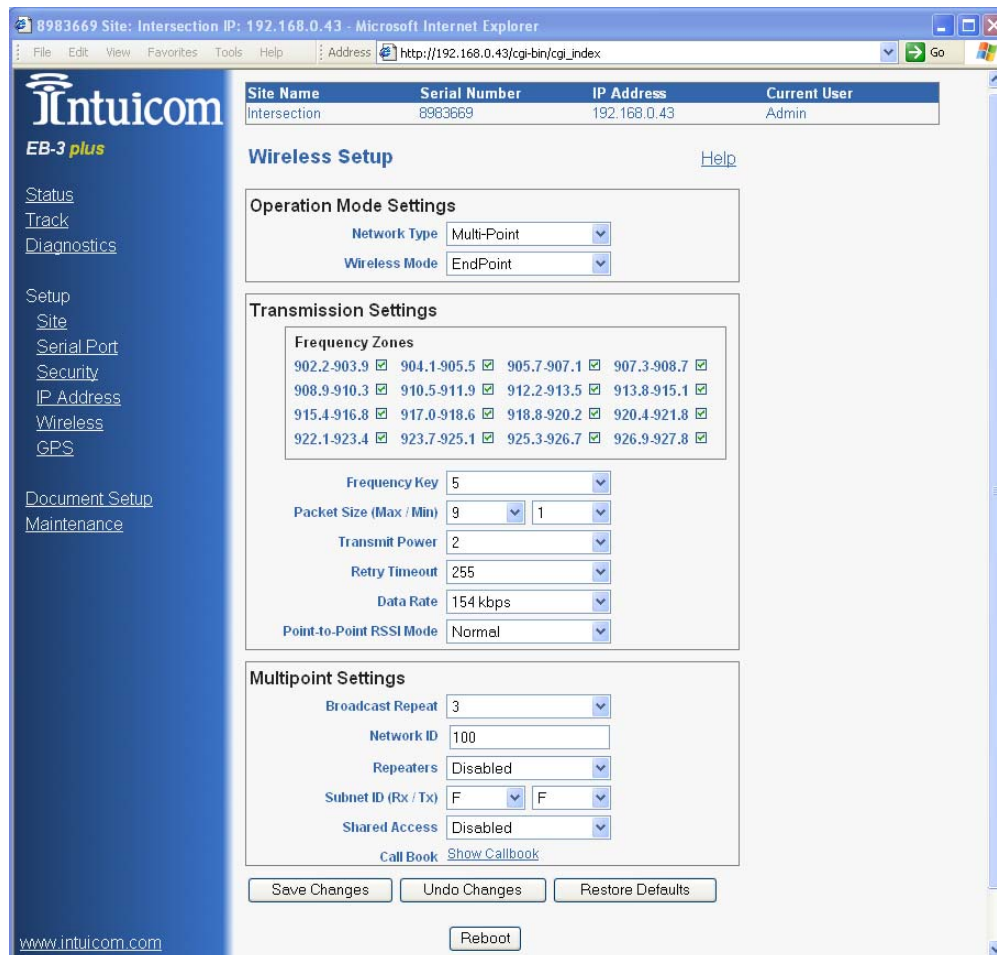 8983669 Site: Intersection IP: 192.168.0.43 - Microsoft Internet Explorer
File Edit View Favorites Tools Help Address http://192.168.0.43/cgi-bin/cgi_index Go
Intuicom
EB-3 plus
Status
Track
Diagnostics
Setup
Site
Serial Port
Security
IP Address
Wireless
GPS
Document Setup
Maintenance
www.intuicom.com
Site Name Serial Number IP Address Current User
Intersection 8983669 192.168.0.43 Admin
Wireless Setup Help
Operation Mode Settings
Network Type Multi-Point
Wireless Mode EndPoint
Transmission Settings
Frequency Zones
902.2-903.9 904.1-905.5 905.7-907.1 907.3-908.7
908.9-910.3 910.5-911.9 912.2-913.5 913.8-915.1
915.4-916.8 917.0-918.6 918.8-920.2 920.4-921.8
922.1-923.4 923.7-925.1 925.3-926.7 926.9-927.8
Frequency Key 5
Packet Size (Max / Min) 9 1
Transmit Power 2
Retry Timeout 255
Data Rate 154 kbps
Point-to-Point RSSI Mode Normal
Multipoint Settings
Broadcast Repeat 3
Network ID 100
Repeaters Disabled
Subnet ID (Rx / Tx) F F
Shared Access Disabled
Call Book Show Callbook
Save Changes Undo Changes Restore Defaults
Reboot